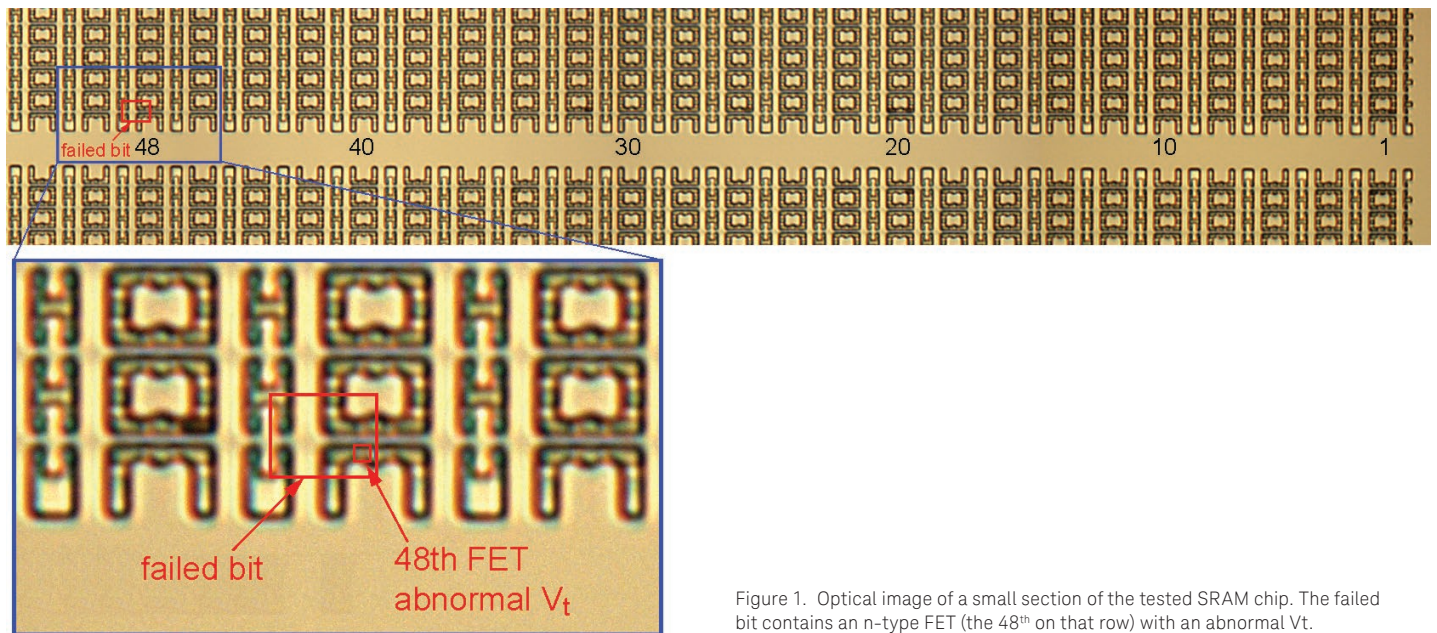 failed bit 48 40 30 20 10 1
failed bit
48th FET
abnormal Vt
Figure 1. Optical image of a small section of the tested SRAM chip. The failed
bit contains an n-type FET (the 48th on that row) with an abnormal Vt.